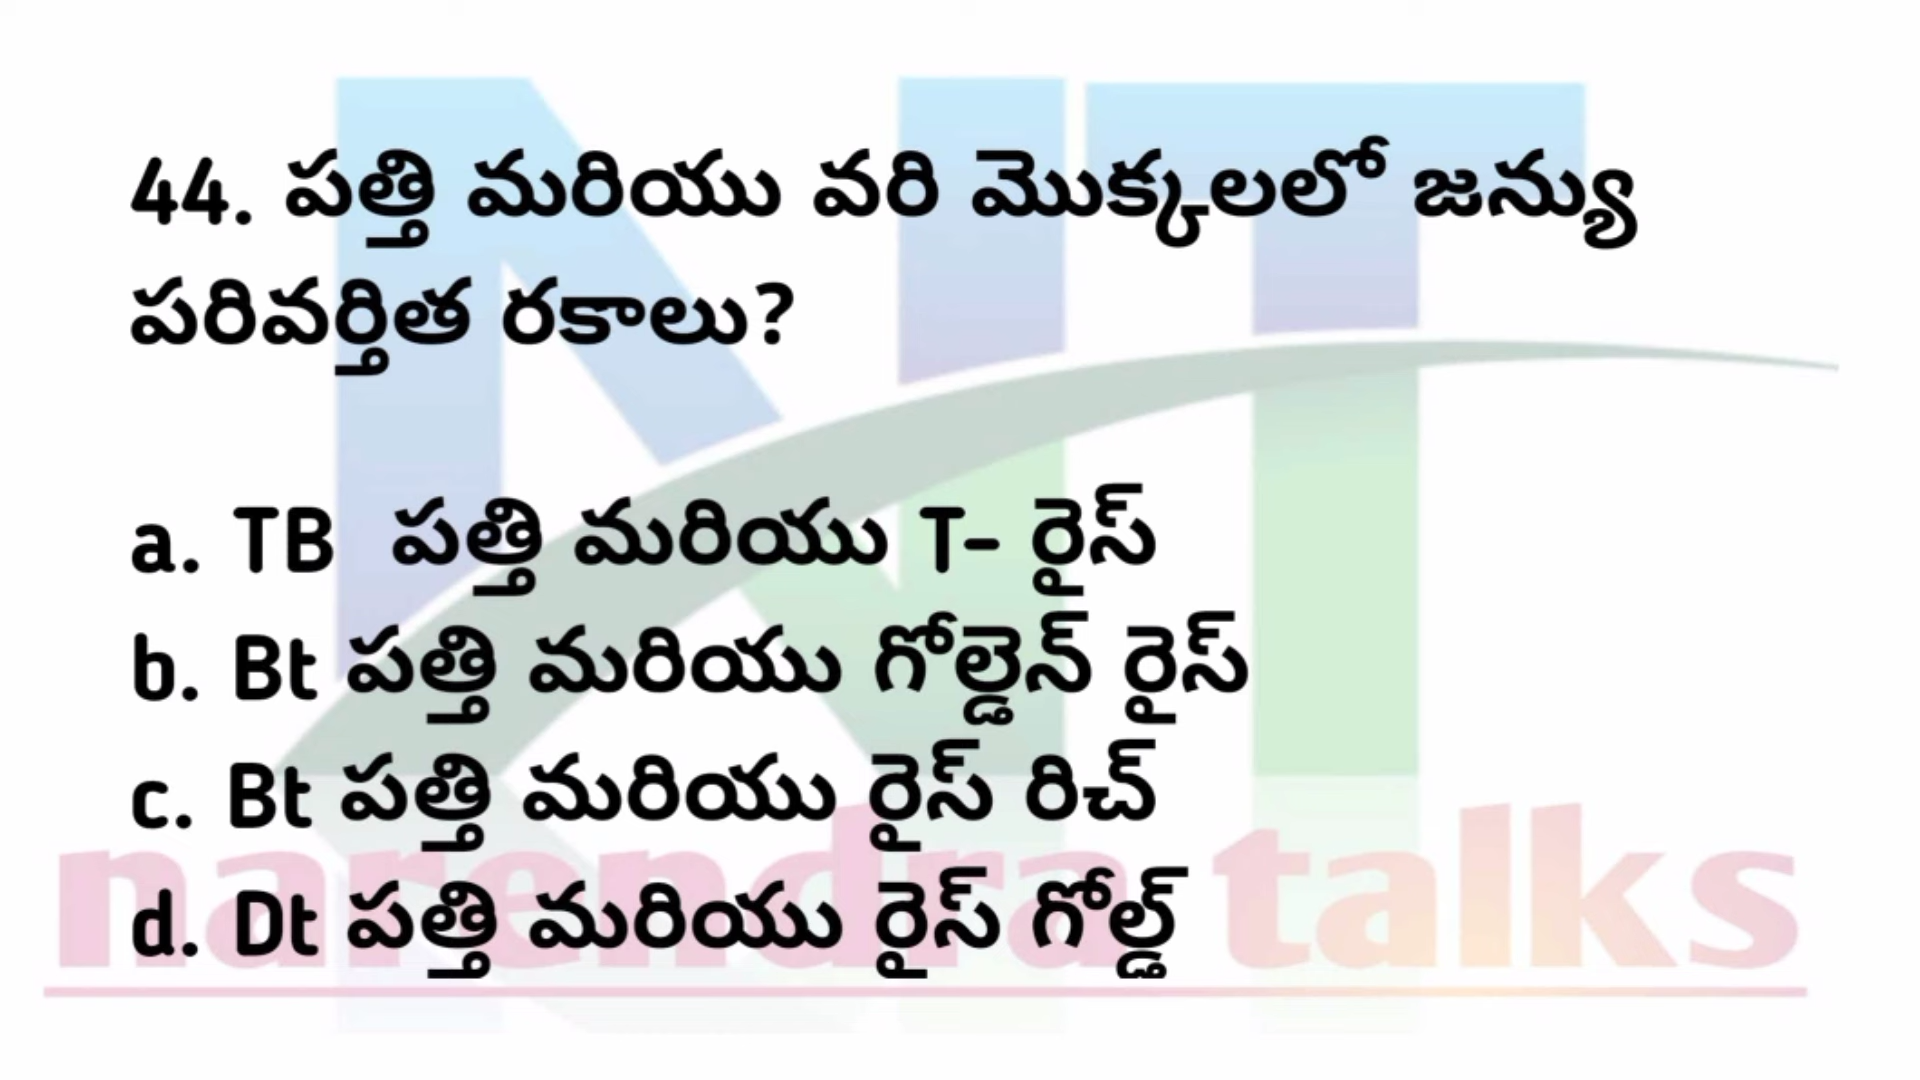 44. పత్తి మరియు వరి మొక్కలలో జన్యు
పరివర్తిత రకాలు?
a. TB పత్తి మరియు T- రైస్
b. Bt పత్తి మరియు గోల్డెన్ రైస్
c. Bt పత్తి మరియు రైస్ రిచ్
d. Dt పత్తి మరియు రైస్ గోల్డ్
NT
narendra talks